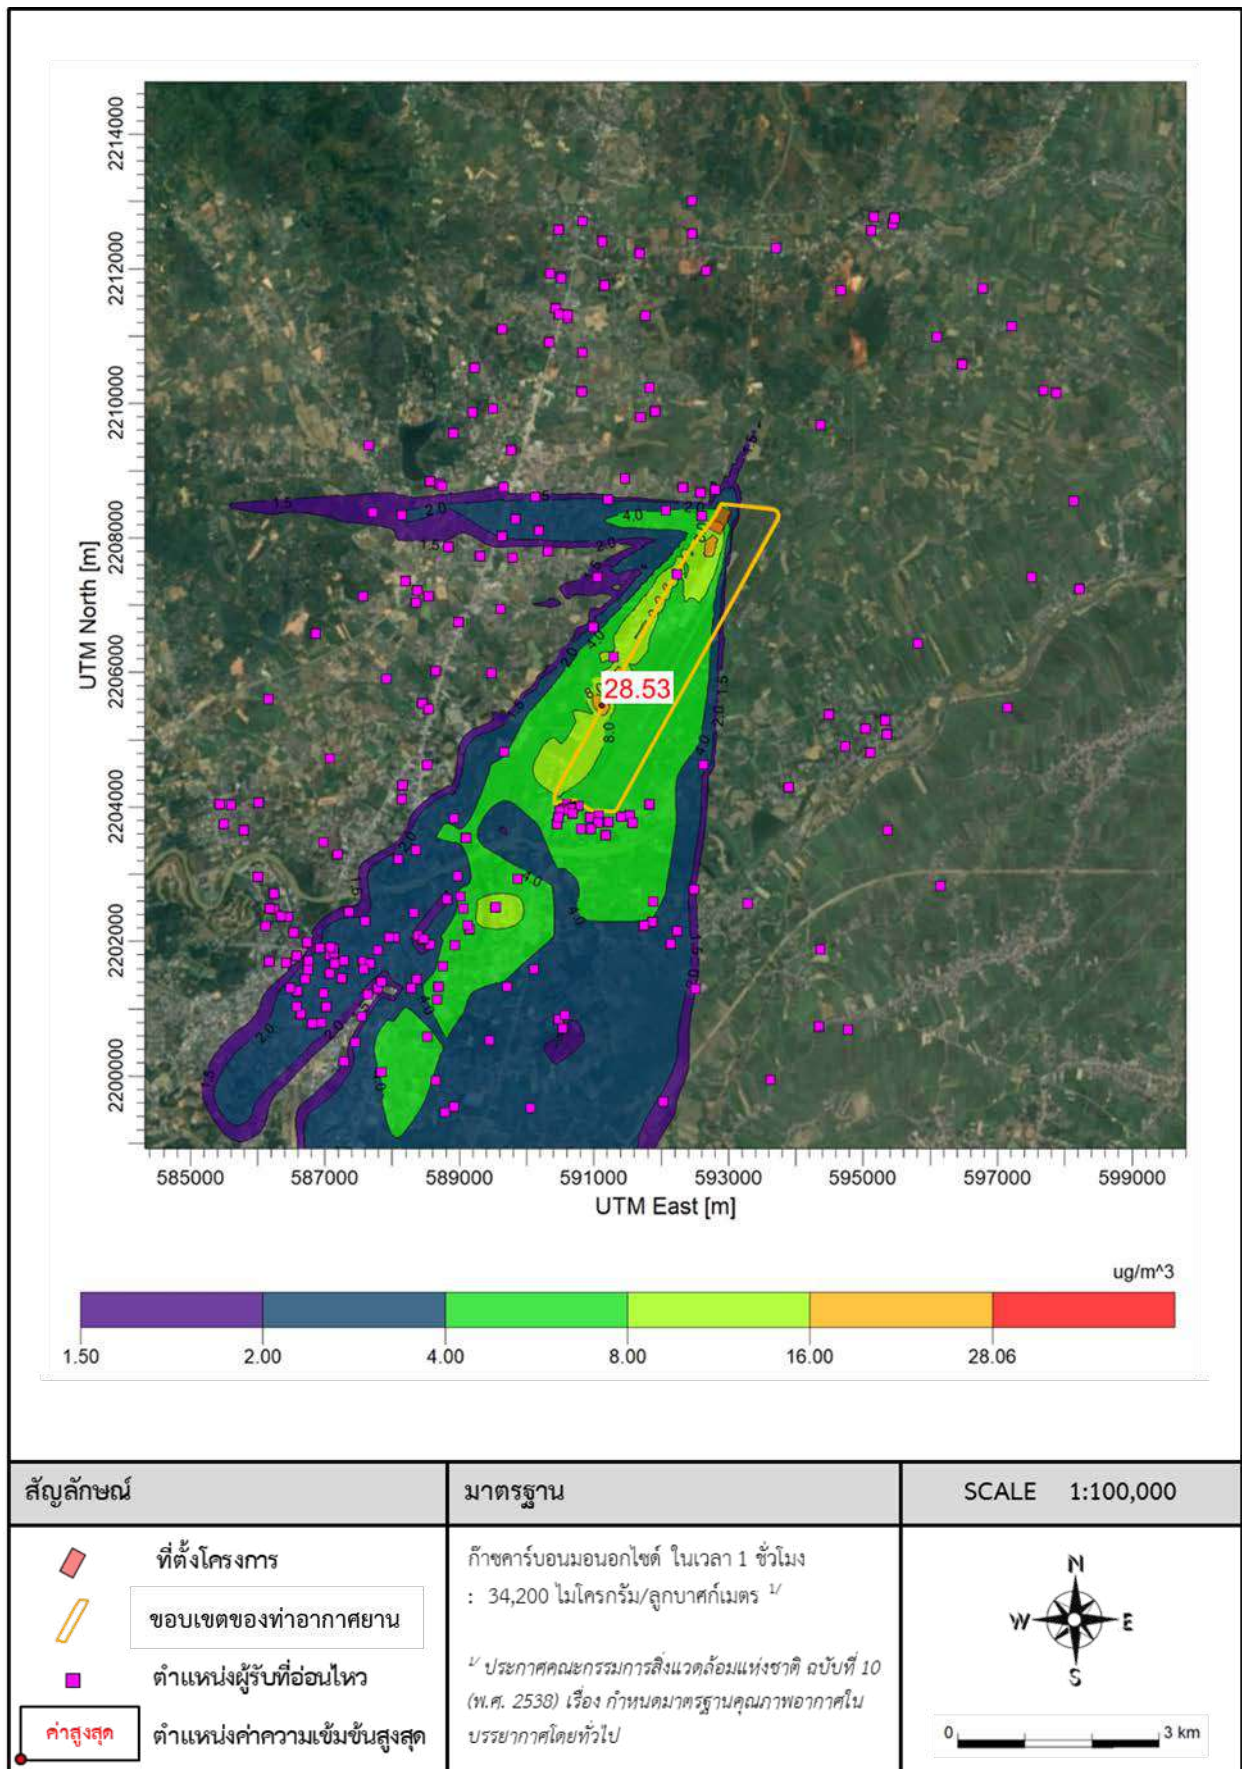 2214000
2212000
2210000
2208000
2206000
2204000
2202000
2200000
UTM North [m]
28.53
585000 587000 589000 591000 593000 595000 597000 599000
UTM East [m]
ug/m^3
1.50 2.00 4.00 8.00 16.00 28.06
สัญลักษณ์
ที่ตั้งโครงการ
ขอบเขตของท่าอากาศยาน
ตำแหน่งผู้รับที่อ่อนไหว
ค่าสูงสุด ตำแหน่งค่าความเข้มข้นสูงสุด
มาตรฐาน
ก๊าซคาร์บอนมอนอกไซด์ ในเวลา 1 ชั่วโมง
: 34,200 ไมโครกรัม/ลูกบาศก์เมตร 1/
1/ ประกาศคณะกรรมการสิ่งแวดล้อมแห่งชาติ ฉบับที่ 10
(พ.ศ. 2538) เรื่อง กำหนดมาตรฐานคุณภาพอากาศใน
บรรยากาศโดยทั่วไป
SCALE 1:100,000
N
W E
S
0 3 km